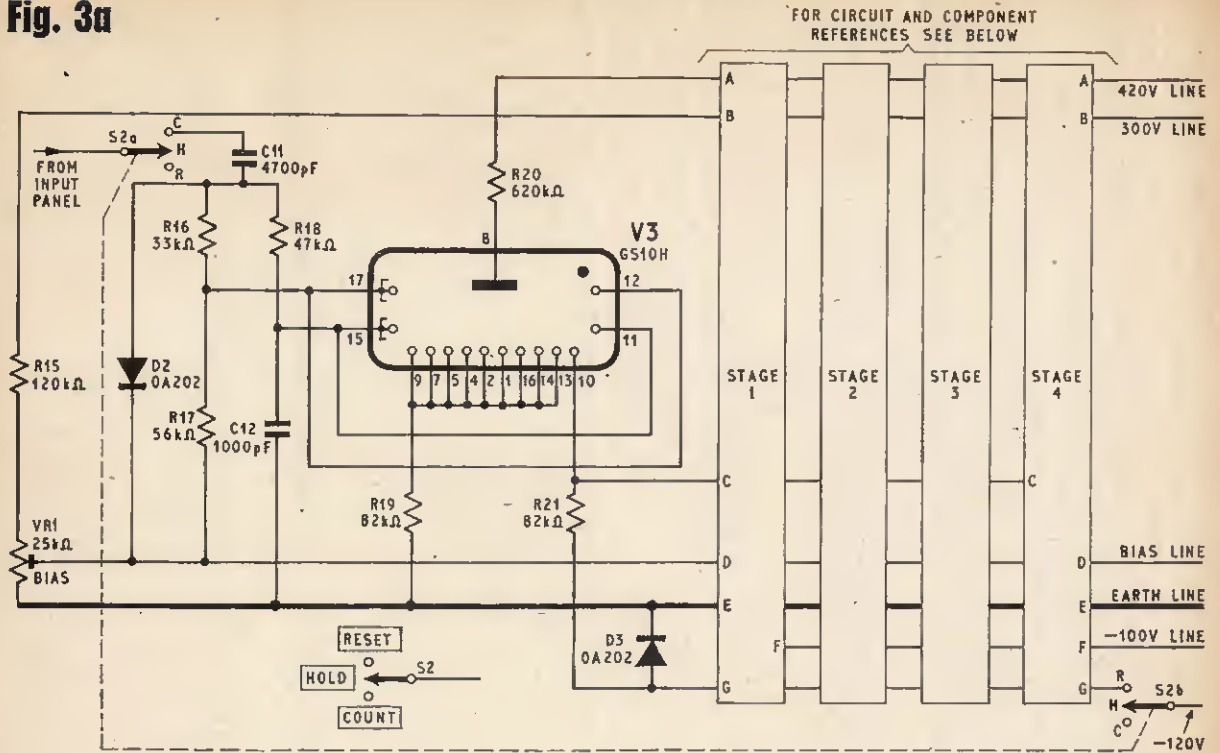 Fig. 3a
FOR CIRCUIT AND COMPONENT
REFERENCES SEE BELOW
A
A
420V LINE
B
B
300V LINE
S2a
C
H
R
FROM
INPUT
PANEL
C11
4700pF
R20
620kΩ
R16
33kΩ
R18
47kΩ
8
V3
GS10H
17
12
15
11
9 7 5 4 2 1 16 14 13 10
R15
120kΩ
D2
0A202
R17
56kΩ
C12
1000pF
STAGE
1
STAGE
2
STAGE
3
STAGE
4
C
C
R19
82kΩ
R21
82kΩ
VR1
25kΩ
BIAS
D
D
BIAS LINE
E
E
EARTH LINE
D3
0A202
F
F
-100V LINE
G
G
RESET
HOLD
S2
COUNT
R
H
C
S2b
-120V